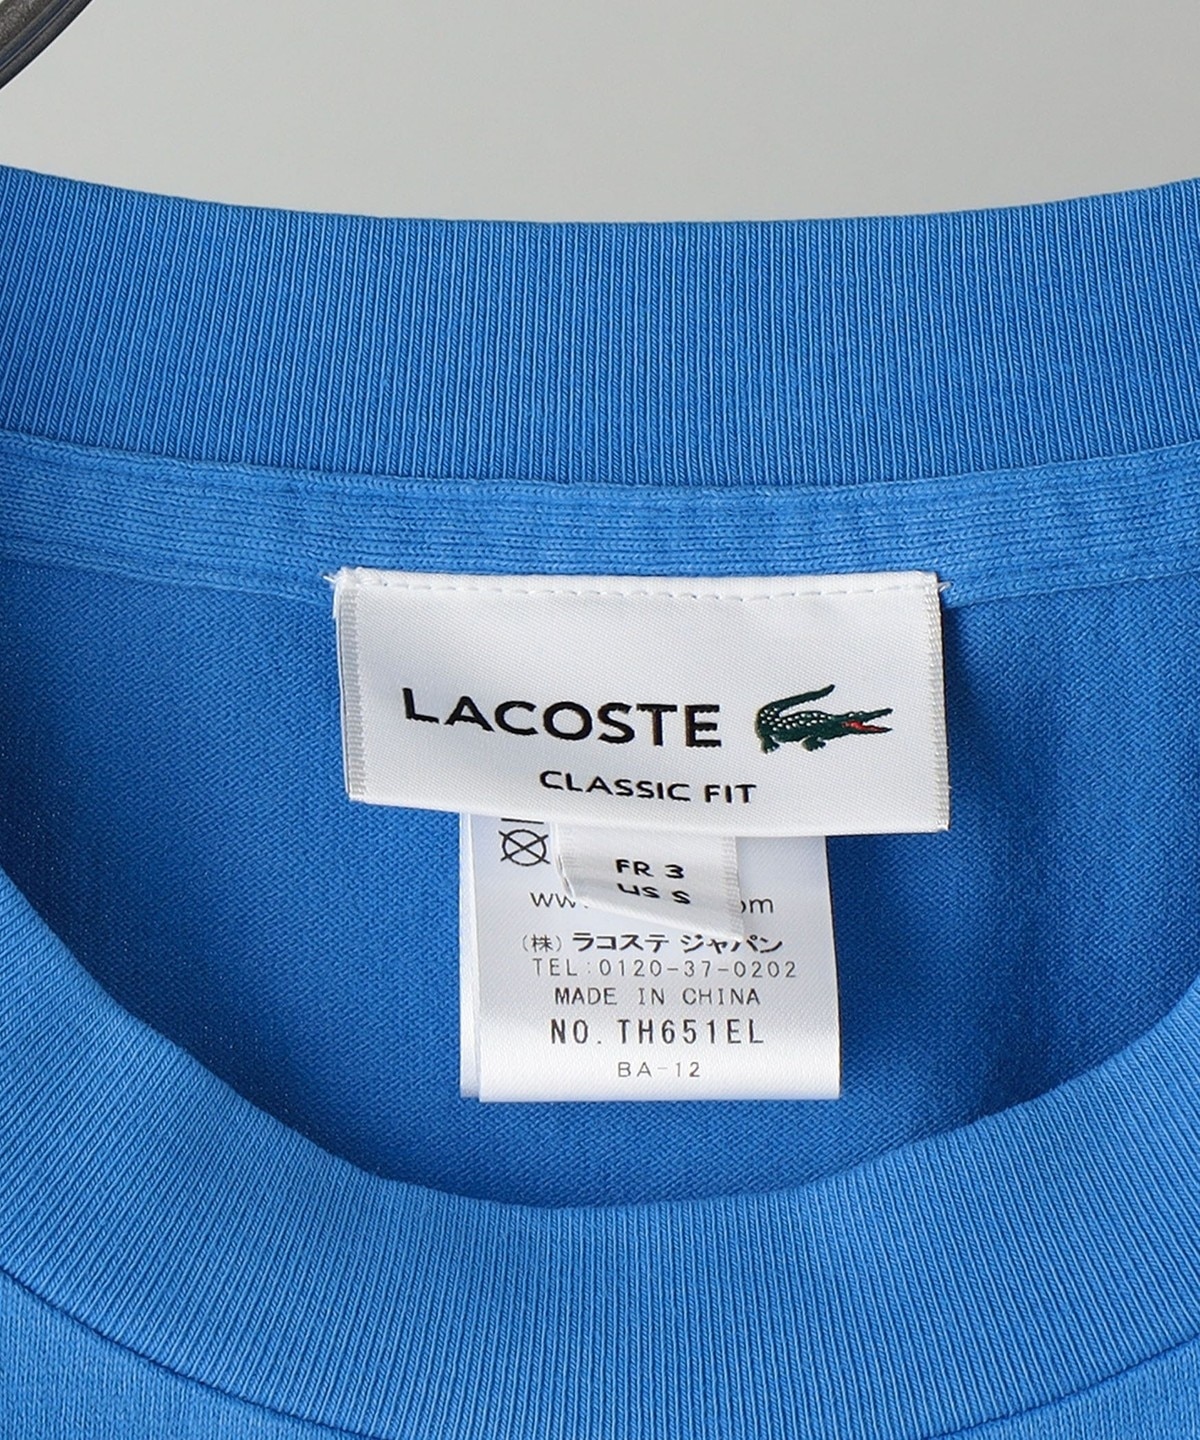 LACOSTE
CLASSIC FIT
FR 3
US S
(株) ラコステ ジャパン
TEL:0120-37-0202
MADE IN CHINA
NO. TH651EL
BA-12